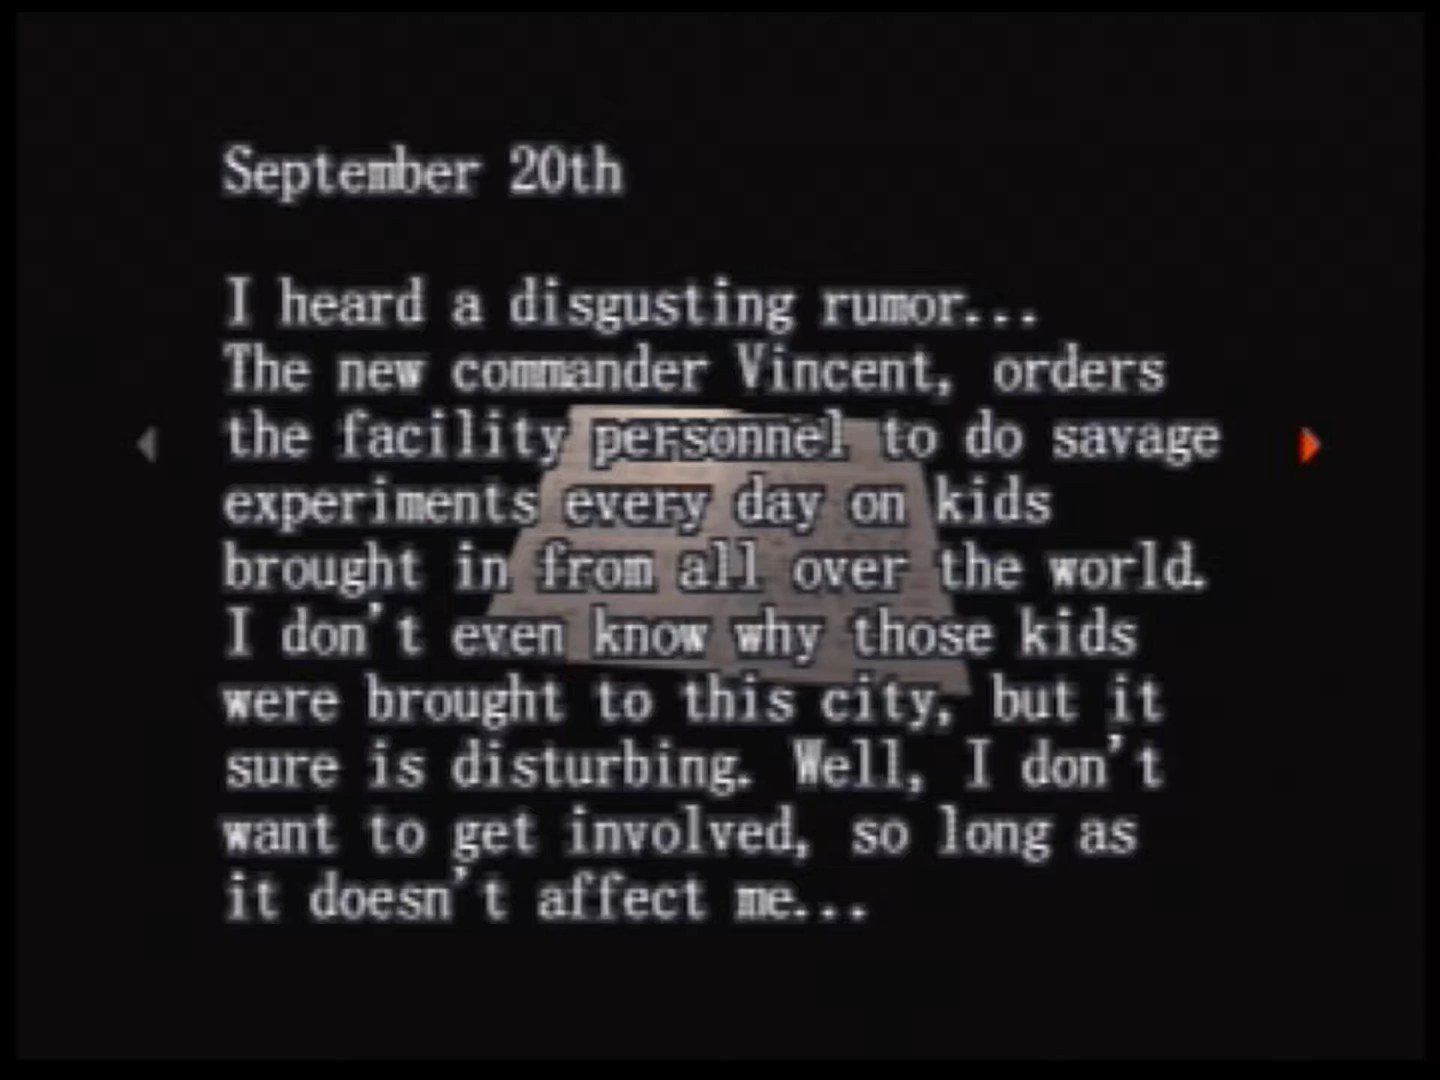 September 20th
I heard a disgusting rumor...
The new commander Vincent, orders
the facility personnel to do savage
experiments every day on kids
brought in from all over the world.
I don't even know why those kids
were brought to this city, but it
sure is disturbing. Well, I don't
want to get involved, so long as
it doesn't affect me...